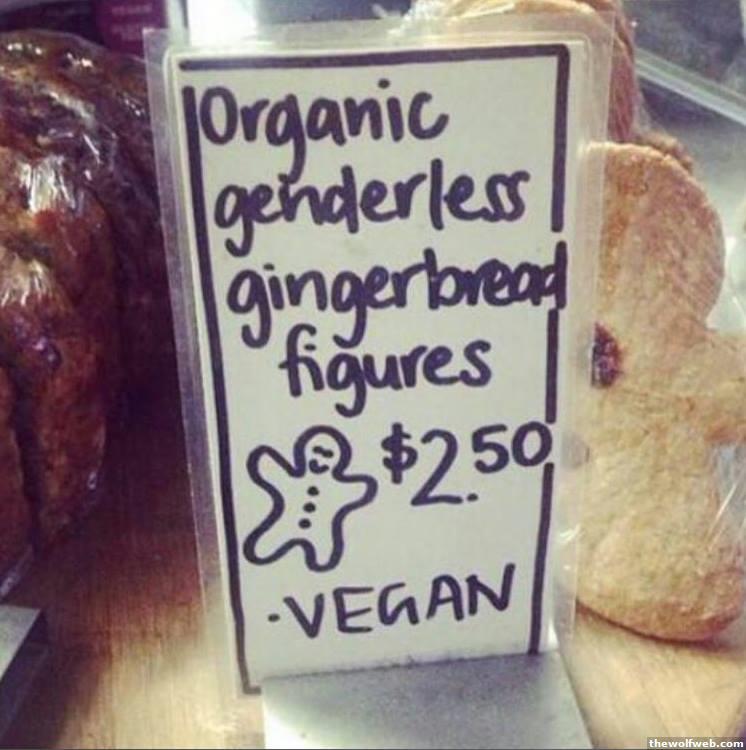 Organic
genderless
gingerbread
figures
$2.50
·VEGAN
thewolfweb.com